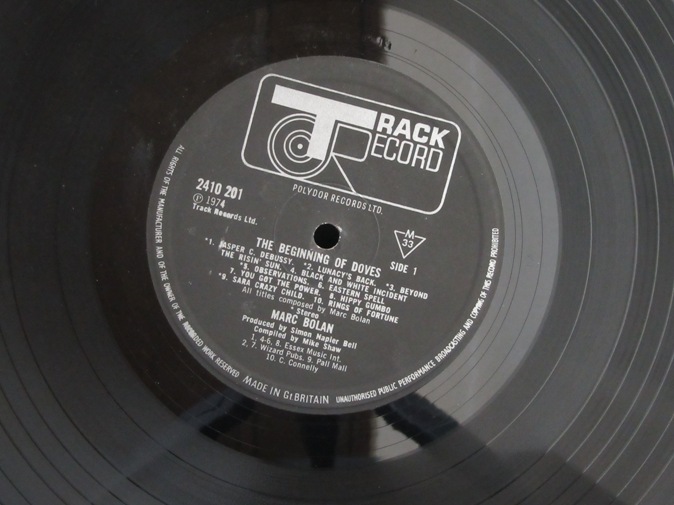 TRACK
RECORD
POLYDOR RECORDS LTD.
2410 201
Ⓟ 1974
Track Records Ltd.
M
33
SIDE 1
THE BEGINNING OF DOVES
*1. JASPER C. DEBUSSY. *2. LUNACY'S BACK. *3. BEYOND
THE RISIN' SUN. 4. BLACK AND WHITE INCIDENT
*5. OBSERVATIONS. 6. EASTERN SPELL
7. YOU GOT THE POWER. 8. HIPPY GUMBO
*9. SARA CRAZY CHILD. 10. RINGS OF FORTUNE
All titles composed by Marc Bolan
* Stereo
MARC BOLAN
Produced by Simon Napier Bell
Compiled by Mike Shaw
1, 4-6, 8. Essex Music Int.
2, 7. Wizard Pubs. 9. Pall Mall
10. C. Connelly
ALL RIGHTS OF THE MANUFACTURER AND OF THE OWNER OF THE RECORDED WORK RESERVED
MADE IN Gt. BRITAIN
UNAUTHORISED PUBLIC PERFORMANCE BROADCASTING AND COPYING OF THIS RECORD PROHIBITED